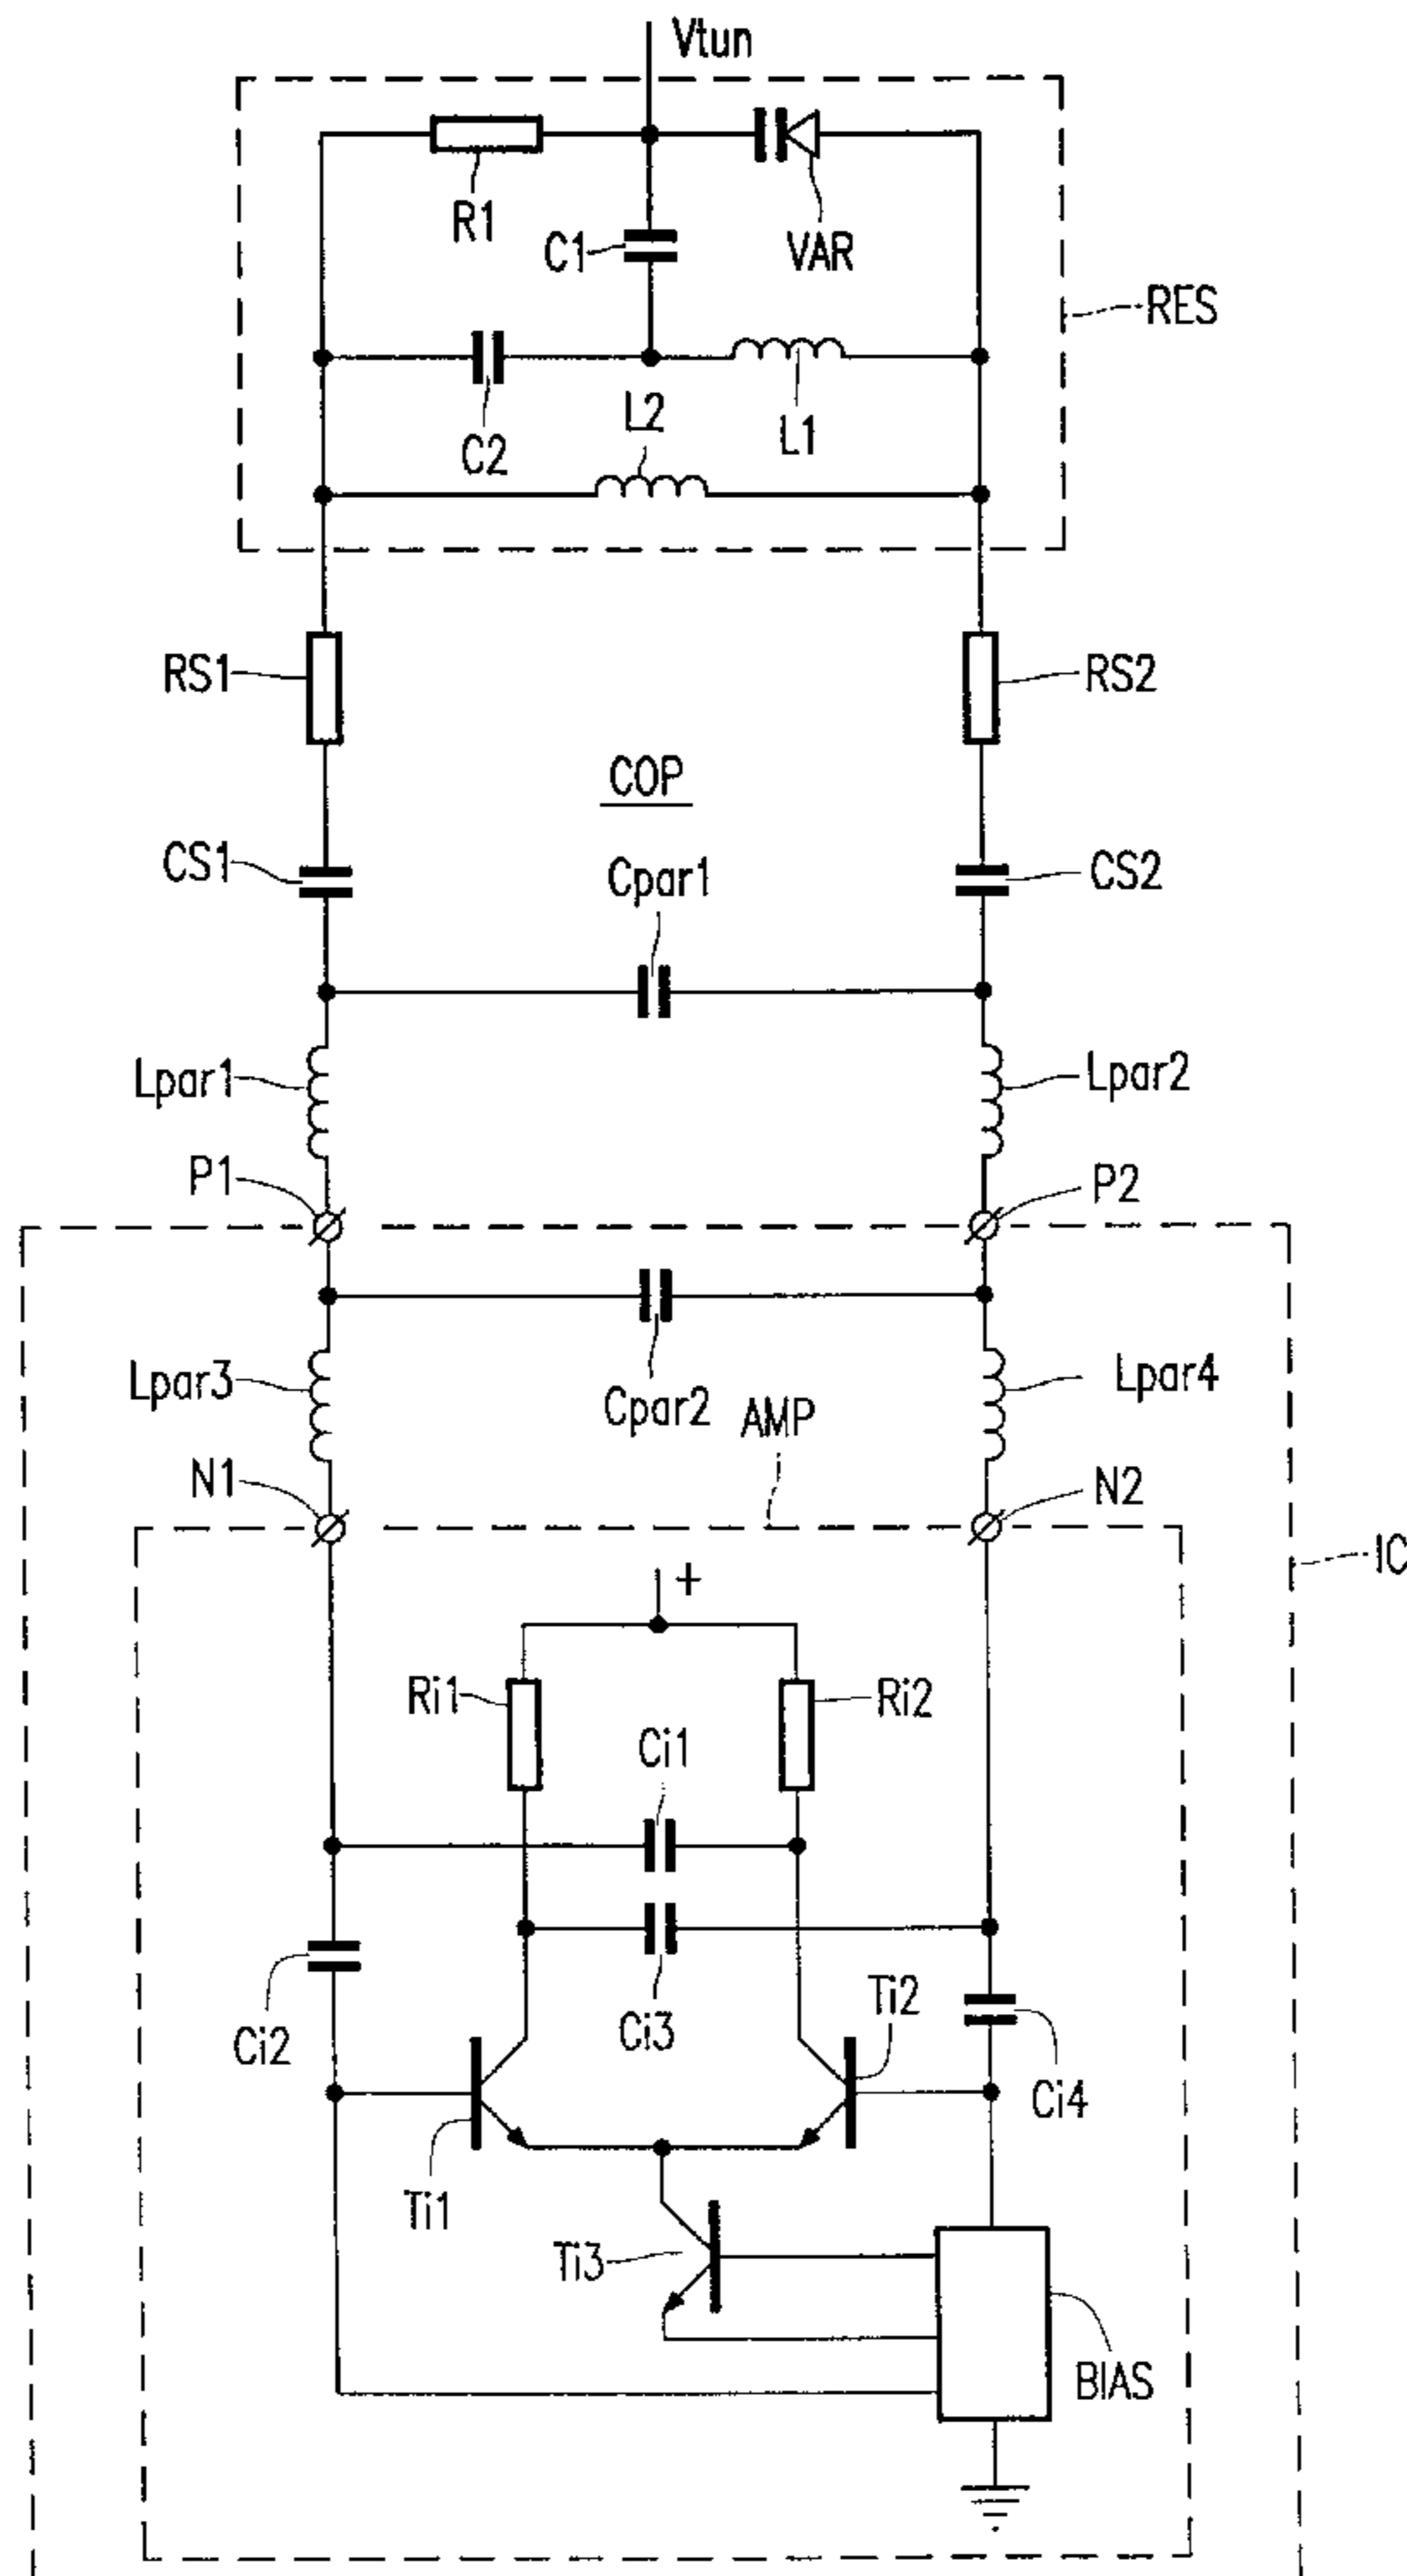 Vtun
R1
C1
VAR
RES
C2
L2
L1
RS1
RS2
COP
CS1
Cpar1
CS2
Lpar1
Lpar2
P1
P2
Lpar3
Cpar2
AMP
Lpar4
N1
N2
IC
+
Ri1
Ci1
Ri2
Ci2
Ci3
Ti2
Ci4
Ti1
Ti3
BIAS